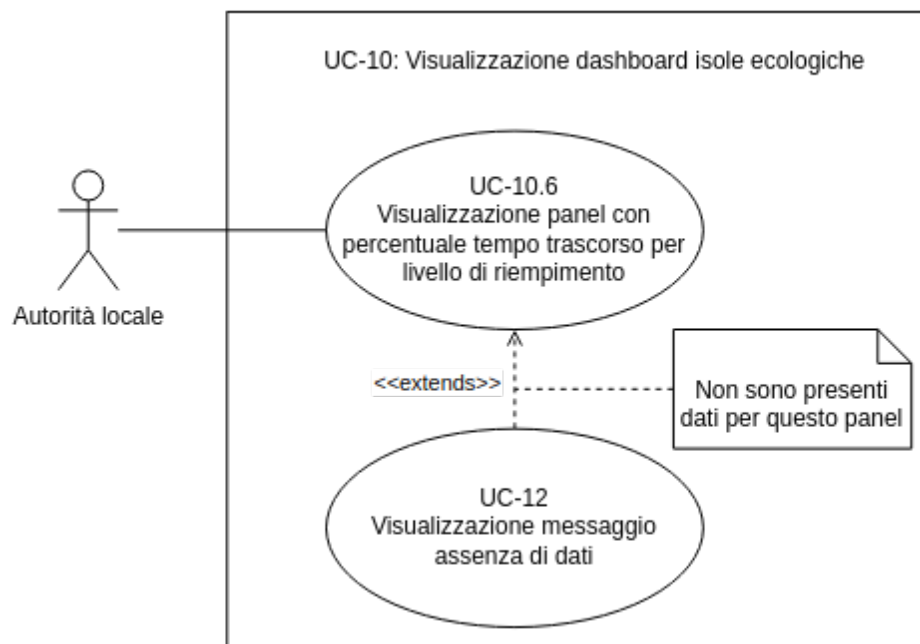 UC-10: Visualizzazione dashboard isole ecologiche
UC-10.6
Visualizzazione panel con
percentuale tempo trascorso per
livello di riempimento
Autorità locale
<<extends>>
Non sono presenti
dati per questo panel
UC-12
Visualizzazione messaggio
assenza di dati